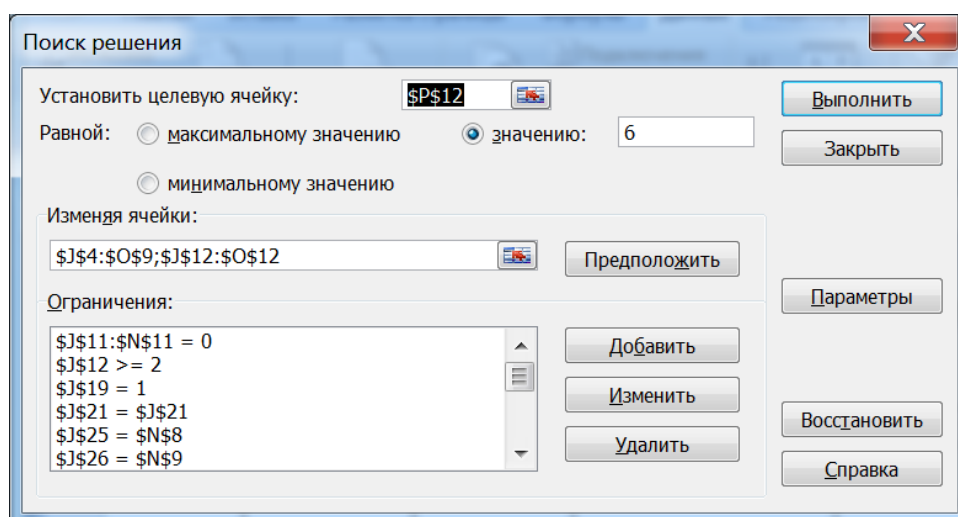 Поиск решения
Установить целевую ячейку: $P$12
Равной: максимальному значению значению: 6
минимальному значению
Изменяя ячейки:
$J$4:$O$9;$J$12:$O$12 Предположить
Ограничения:
$J$11:$N$11 = 0
$J$12 >= 2
$J$19 = 1
$J$21 = $J$21
$J$25 = $N$8
$J$26 = $N$9
Добавить
Изменить
Удалить
Выполнить
Закрыть
Параметры
Восстановить
Справка